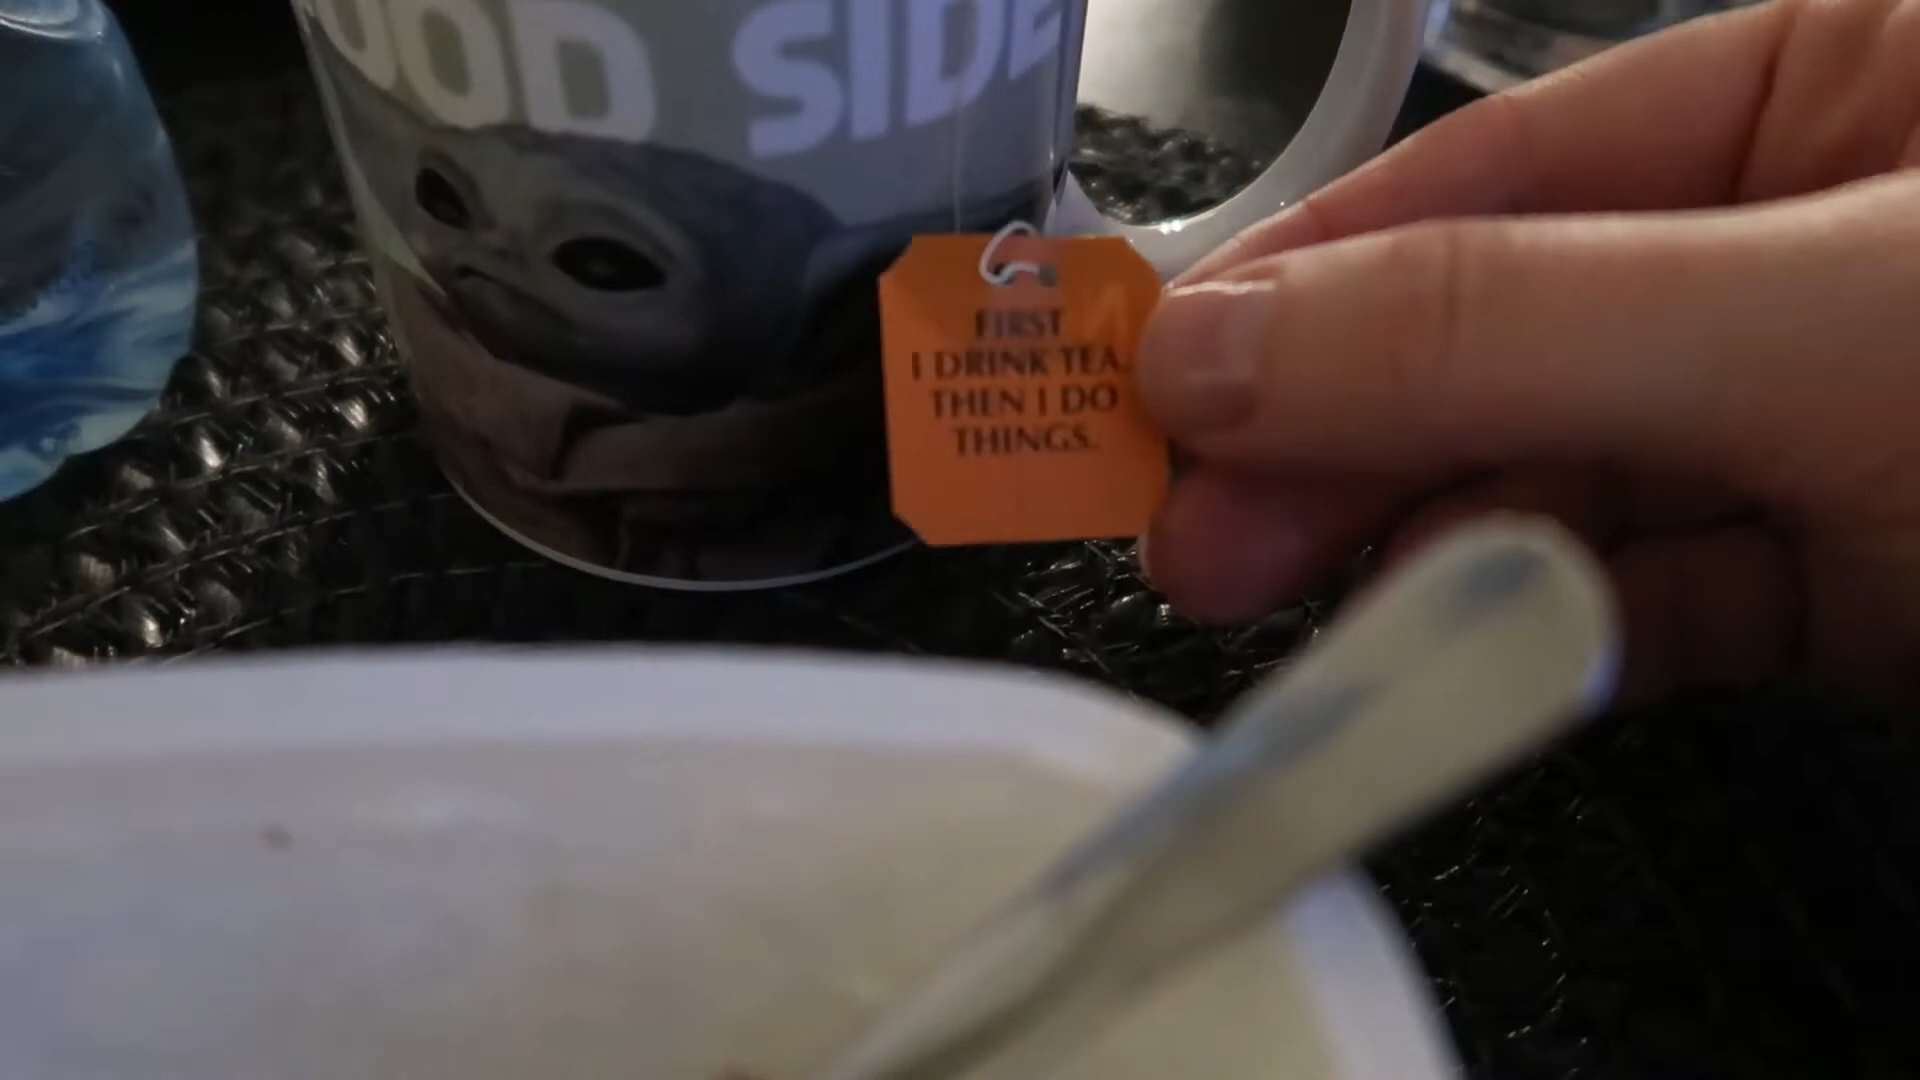 OOD SIDE
FIRST
I DRINK TEA.
THEN I DO
THINGS.